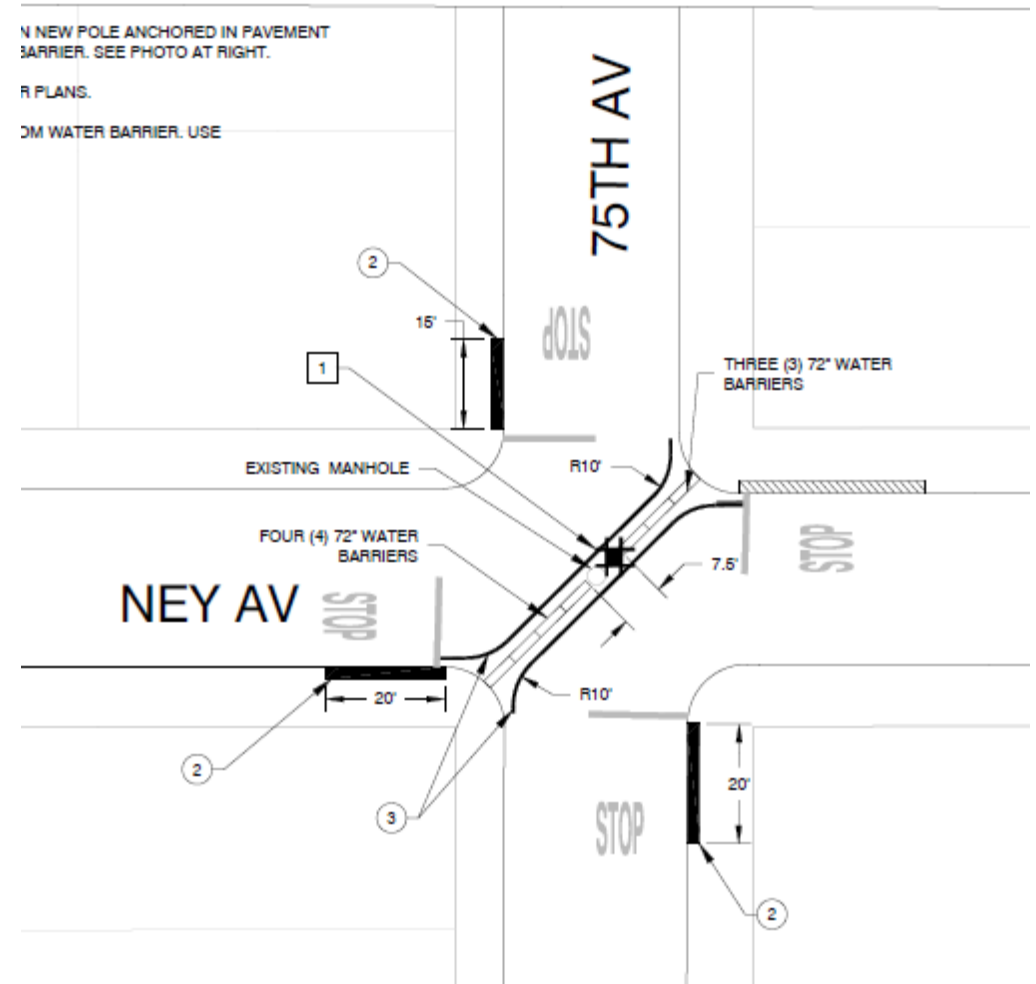 N NEW POLE ANCHORED IN PAVEMENT
BARRIER. SEE PHOTO AT RIGHT.
R PLANS.
OM WATER BARRIER. USE
75TH AV
2
15'
STOP
1
THREE (3) 72" WATER
BARRIERS
R10'
EXISTING MANHOLE
FOUR (4) 72" WATER
BARRIERS
7.5'
STOP
NEY AV
STOP
20'
R10'
2
3
STOP
20'
2